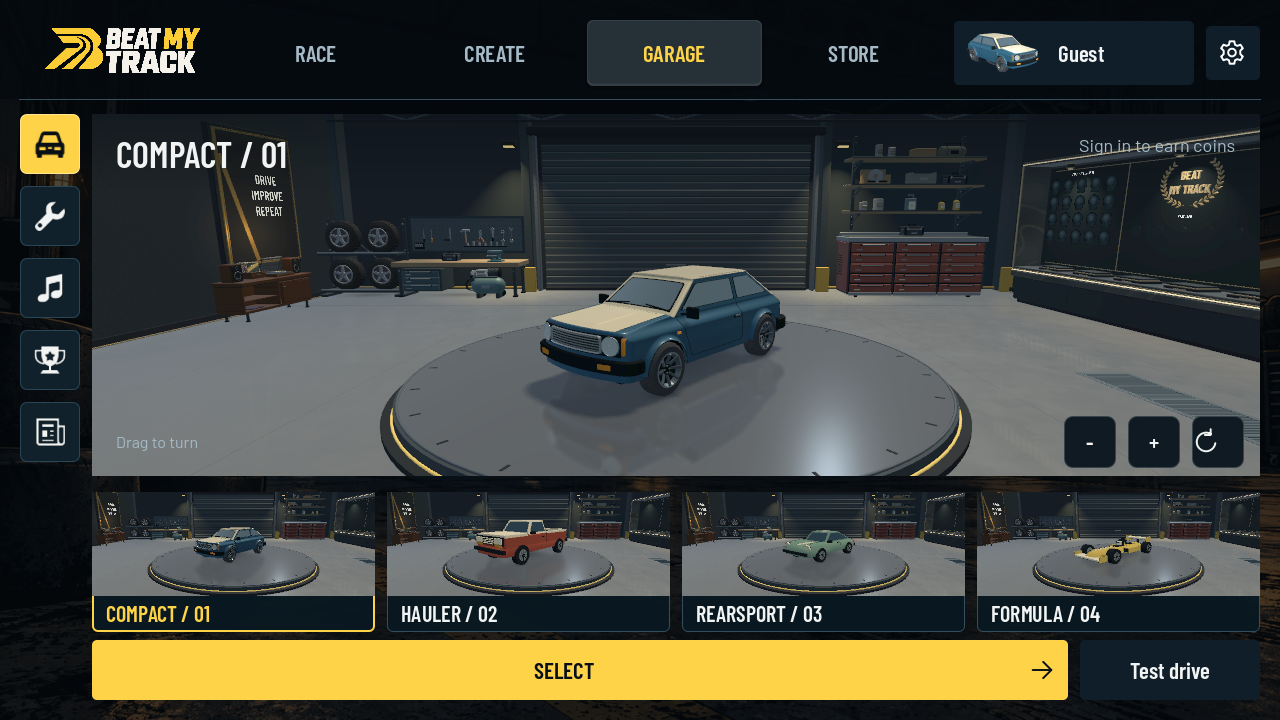 BEAT MY
TRACK
RACE
CREATE
GARAGE
STORE
Guest
COMPACT / 01
Sign in to earn coins
DRIVE
IMPROVE
REPEAT
BEAT
MY TRACK
Drag to turn
-
+
COMPACT / 01
HAULER / 02
REARSPORT / 03
FORMULA / 04
SELECT
Test drive